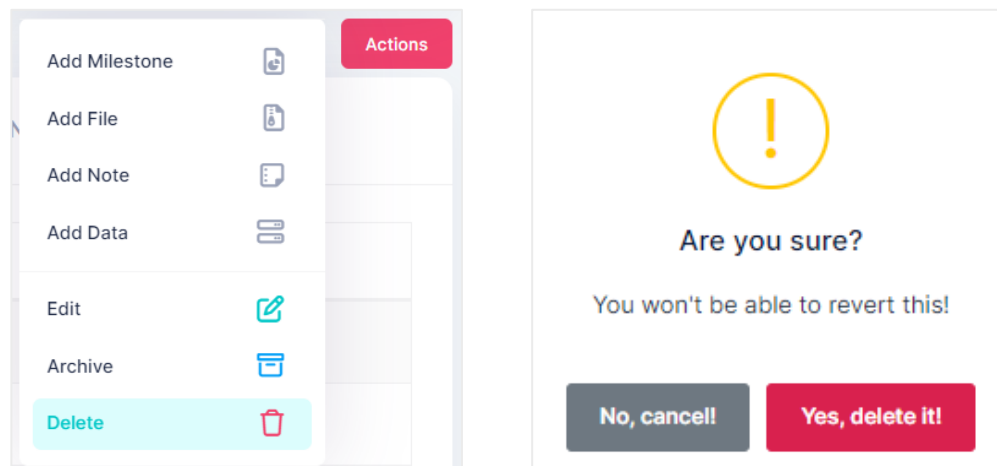 Actions
Add Milestone
Add File
Add Note
Add Data
Edit
Archive
Delete
!
Are you sure?
You won't be able to revert this!
No, cancel! Yes, delete it!